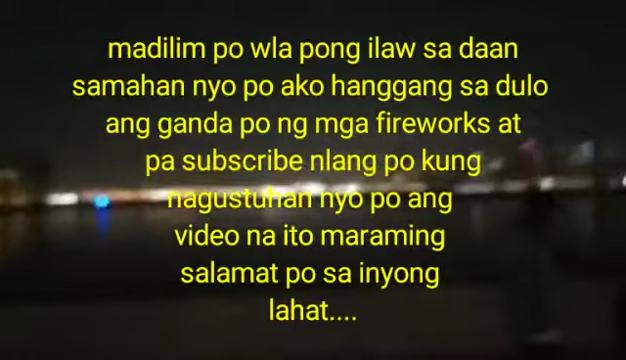 madilim po wla pong ilaw sa daan
samahan nyo po ako hanggang sa dulo
ang ganda po ng mga fireworks at
pa subscribe nlang po kung
nagustuhan nyo po ang
video na ito maraming
salamat po sa inyong
lahat....